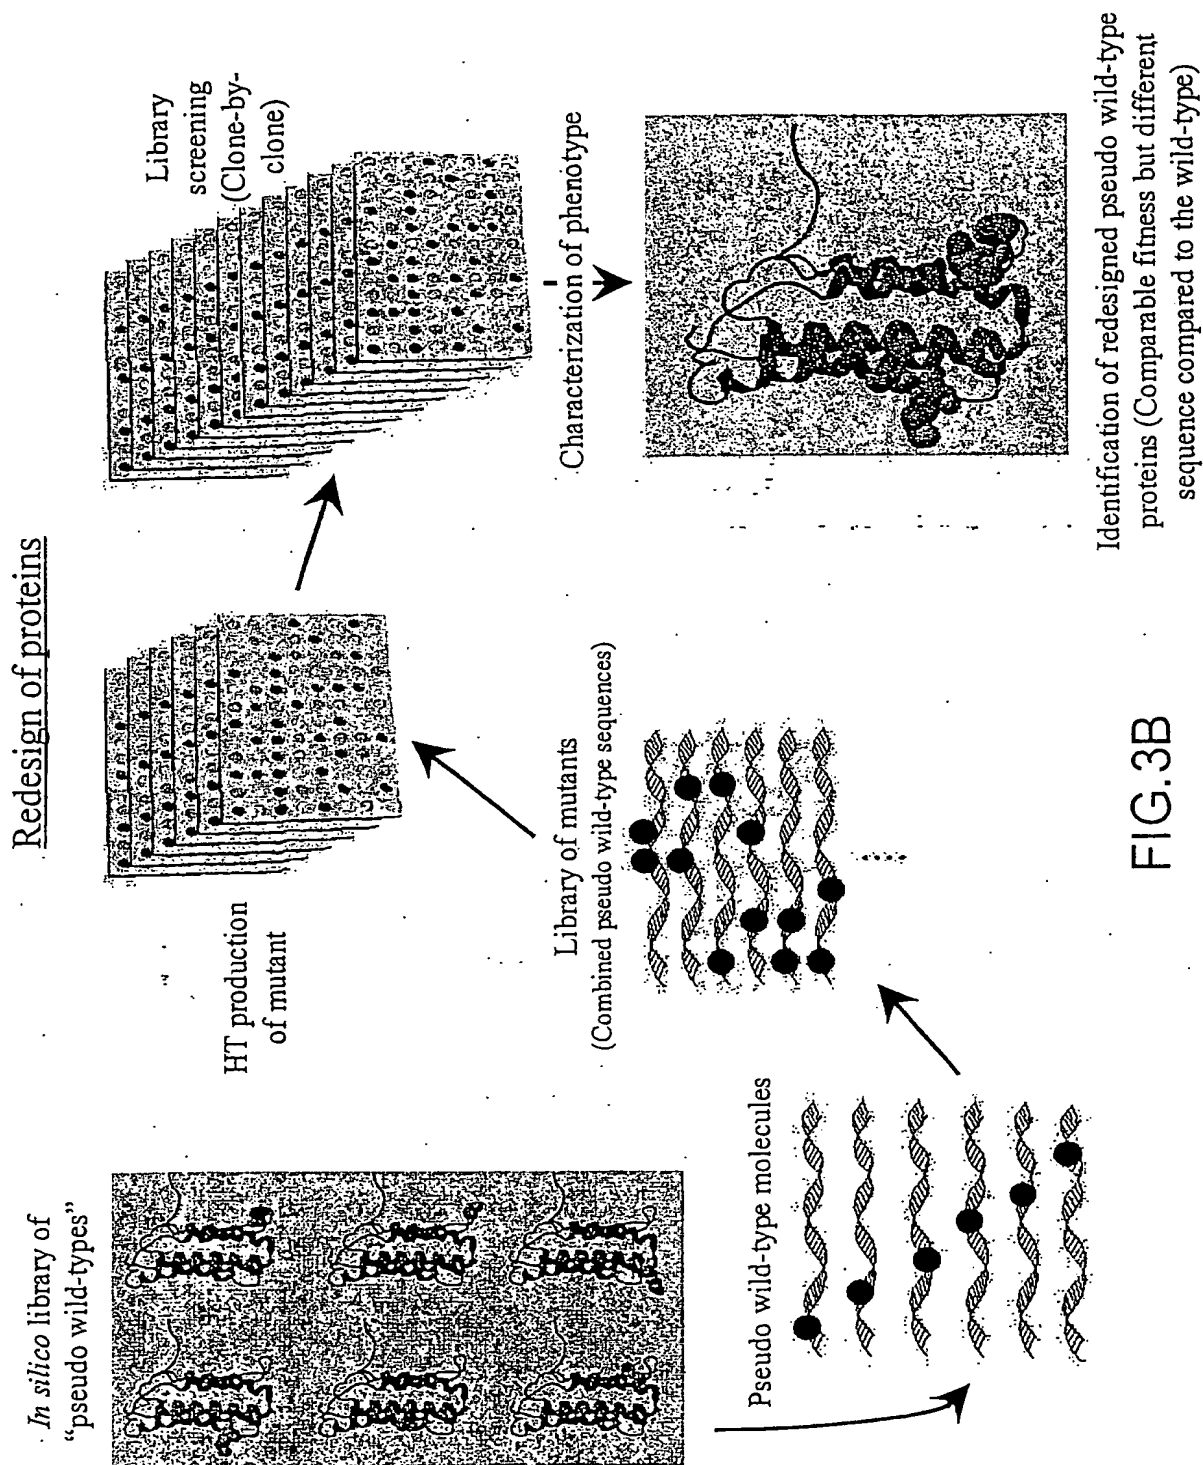 Redesign of proteins
In silico library of
“pseudo wild-types”
Pseudo wild-type molecules
Library of mutants
(Combined pseudo wild-type sequences)
HT production
of mutant
Library
screening
(Clone-by-
clone)
Characterization of phenotype
Identification of redesigned pseudo wild-type
proteins (Comparable fitness but different
sequence compared to the wild-type)
FIG.3B